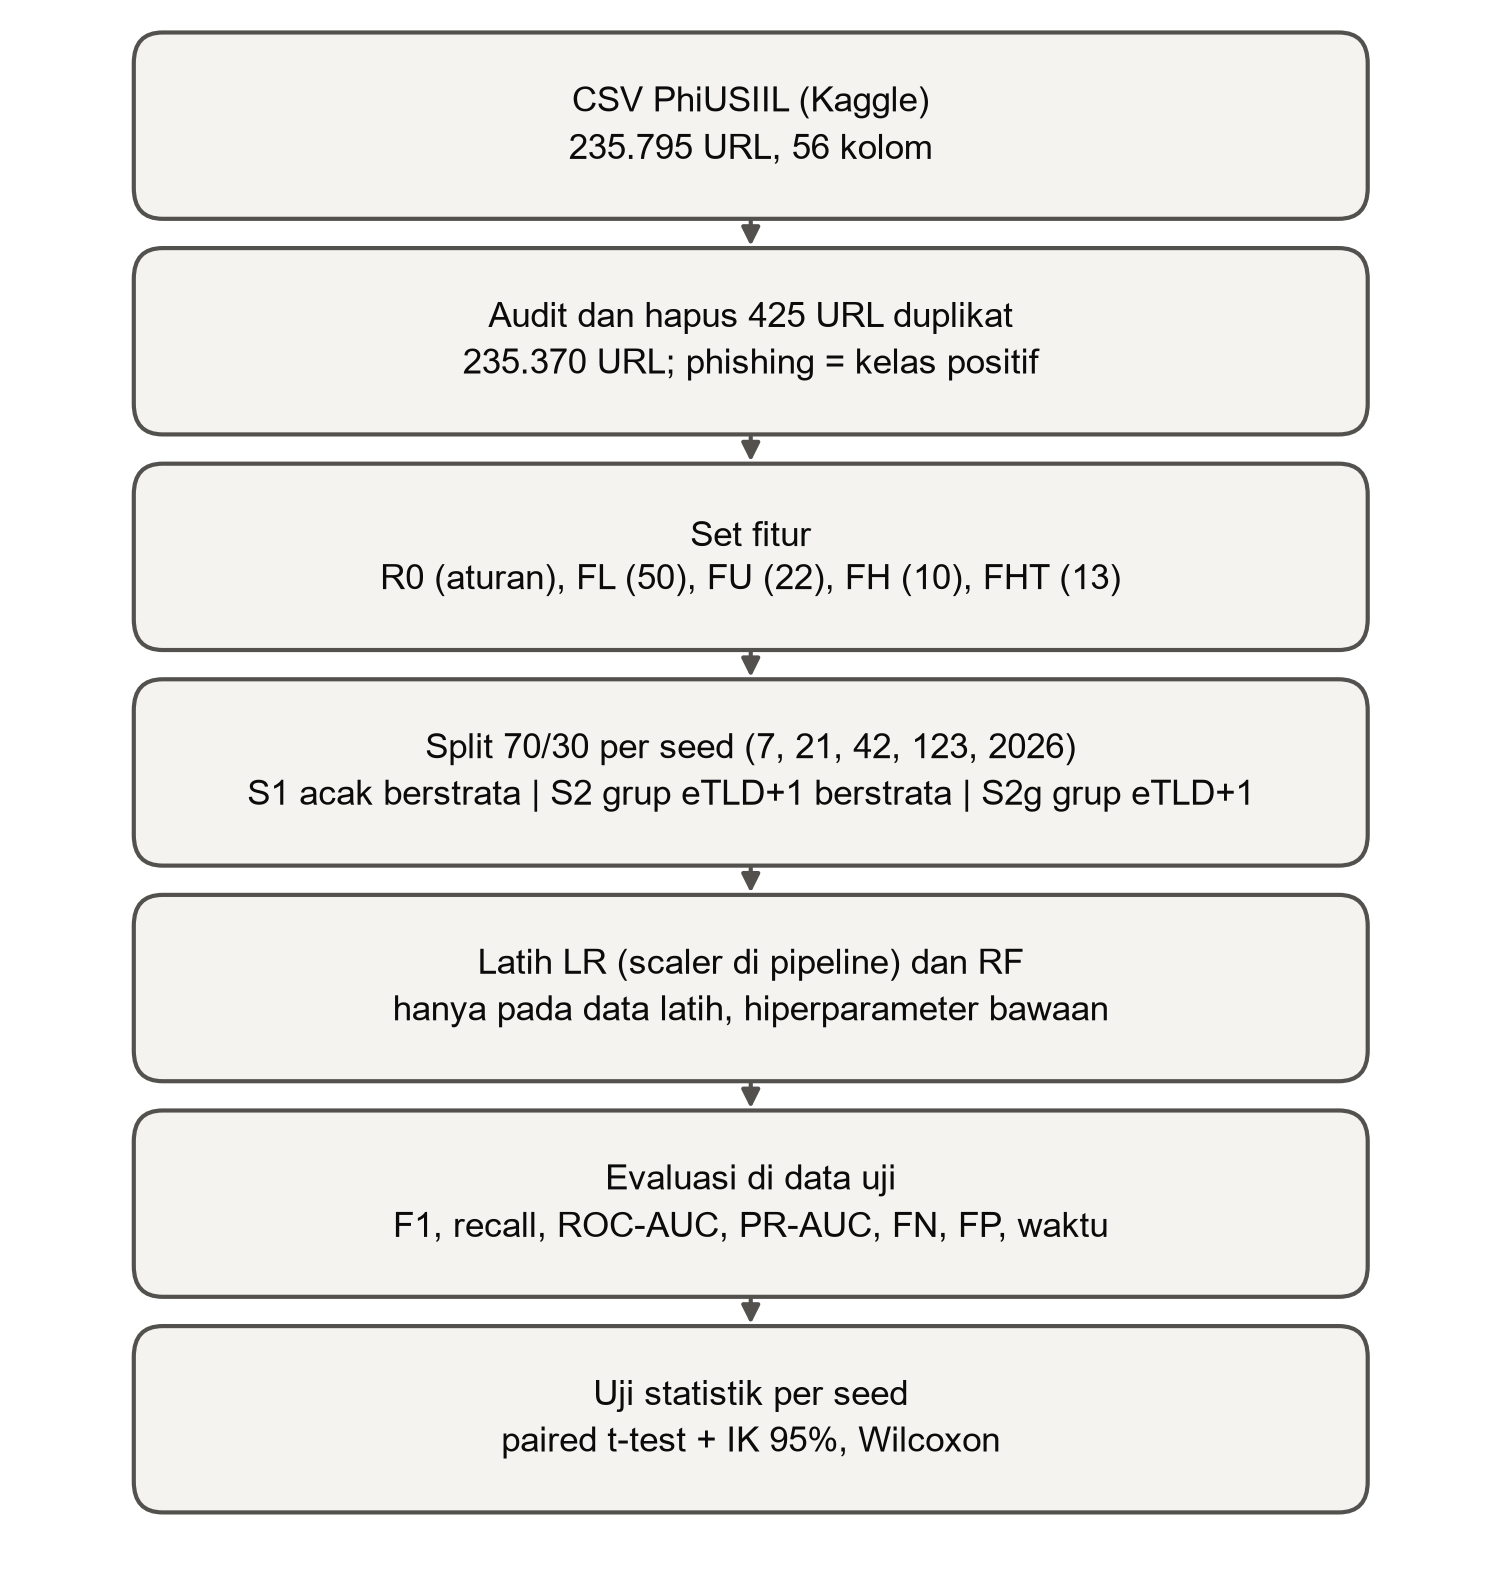 CSV PhiUSIIL (Kaggle)
235.795 URL, 56 kolom
Audit dan hapus 425 URL duplikat
235.370 URL; phishing = kelas positif
Set fitur
R0 (aturan), FL (50), FU (22), FH (10), FHT (13)
Split 70/30 per seed (7, 21, 42, 123, 2026)
S1 acak berstrata | S2 grup eTLD+1 berstrata | S2g grup eTLD+1
Latih LR (scaler di pipeline) dan RF
hanya pada data latih, hiperparameter bawaan
Evaluasi di data uji
F1, recall, ROC-AUC, PR-AUC, FN, FP, waktu
Uji statistik per seed
paired t-test + IK 95%, Wilcoxon